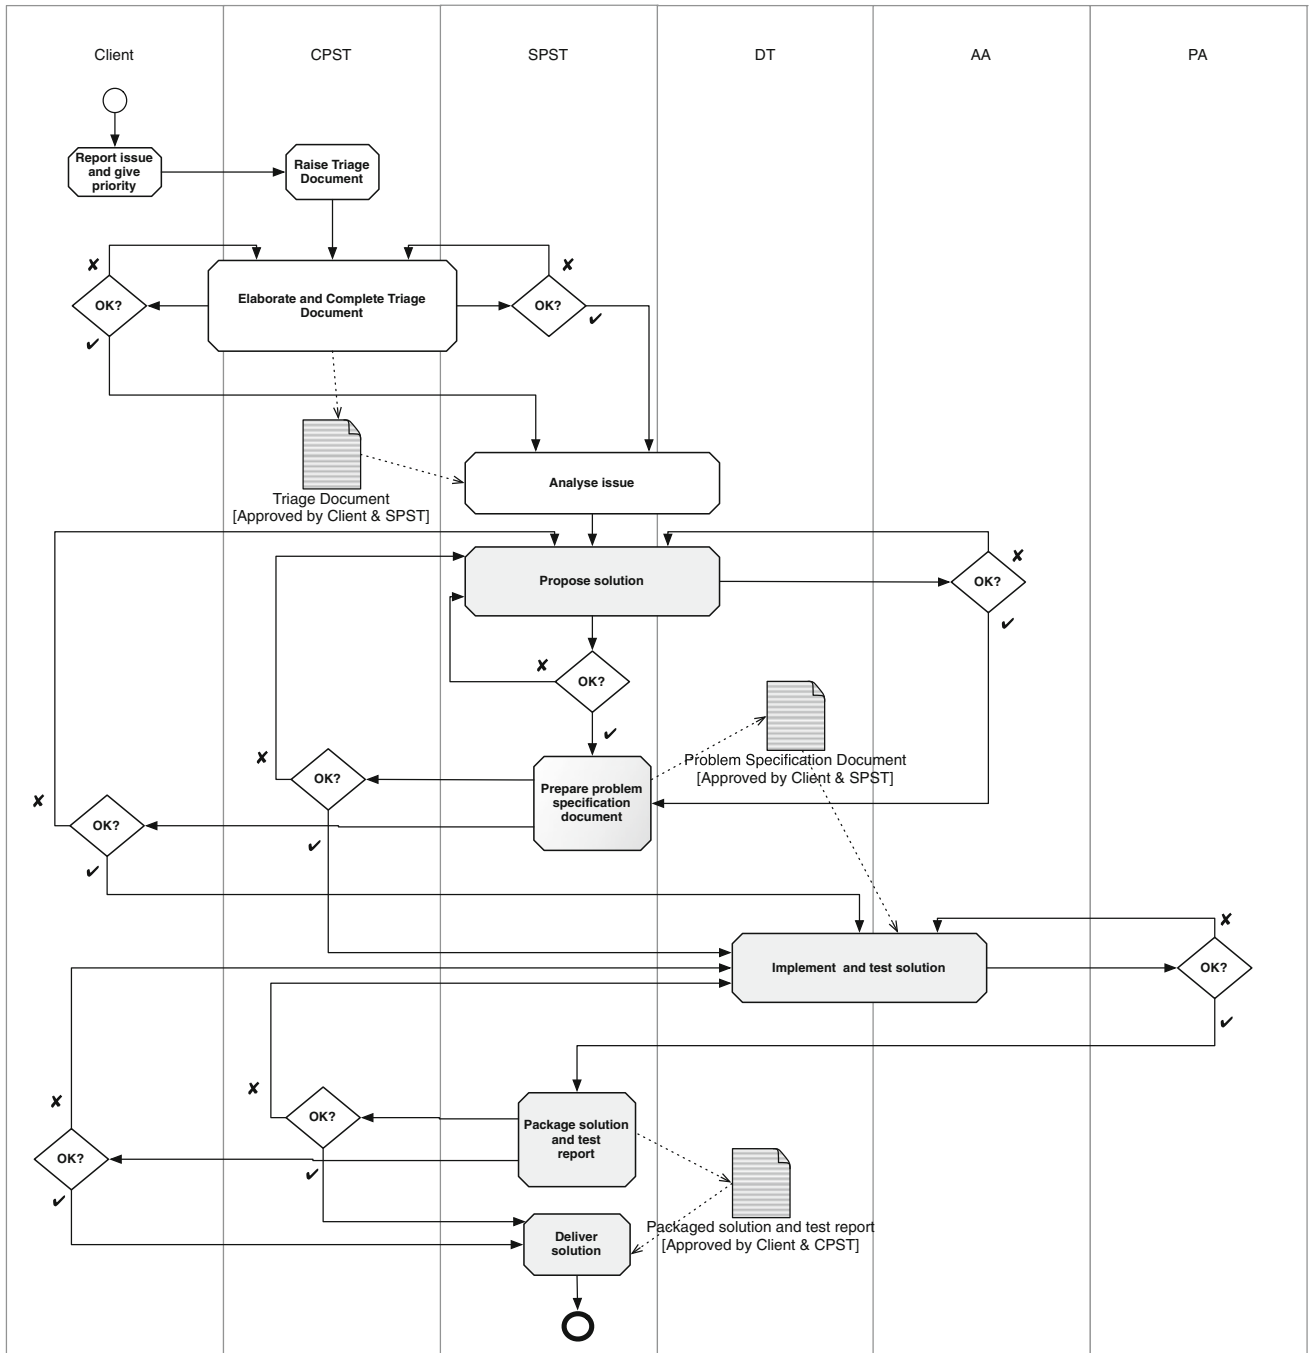 Client
CPST
SPST
DT
AA
PA
Report issue
and give
priority
Raise Triage
Document
✘
✘
OK?
Elaborate and Complete Triage
Document
OK?
✔
✔
Triage Document
[Approved by Client & SPST]
Analyse issue
✘
Propose solution
OK?
✔
✘
OK?
✔
✘
OK?
Problem Specification Document
[Approved by Client & SPST]
Prepare problem
specification
document
✘
OK?
✔
✔
✘
Implement  and test solution
OK?
✔
✘
OK?
✘
Package solution
and test
report
OK?
✔
✔
Packaged solution and test report
[Approved by Client & CPST]
Deliver
solution